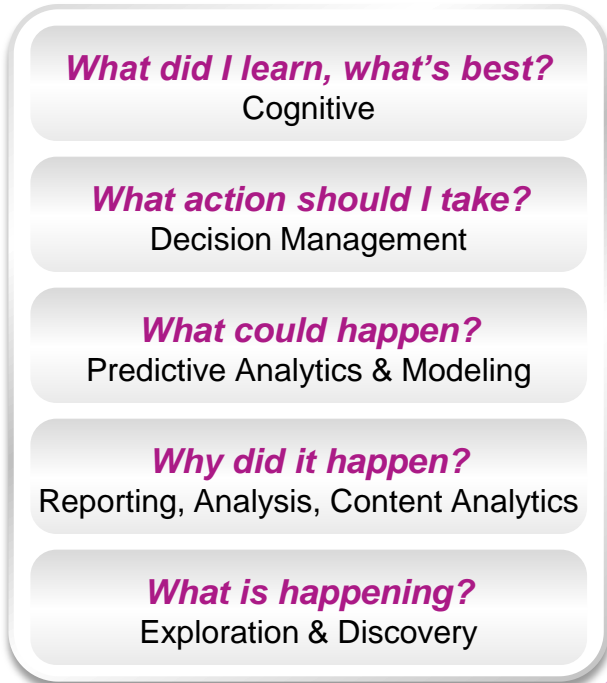 What did I learn, what’s best?
Cognitive
What action should I take?
Decision Management
What could happen?
Predictive Analytics & Modeling
Why did it happen?
Reporting, Analysis, Content Analytics
What is happening?
Exploration & Discovery